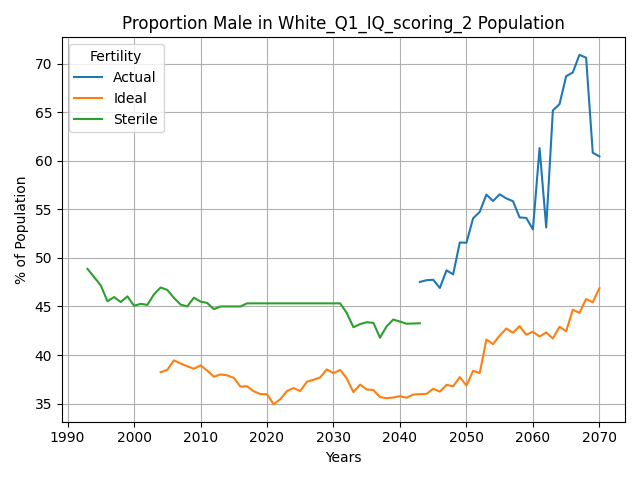 Proportion Male in White_Q1_IQ_scoring_2 Population
Fertility
Actual
Ideal
Sterile
% of Population
70
65
60
55
50
45
40
35
1990 2000 2010 2020 2030 2040 2050 2060 2070
Years